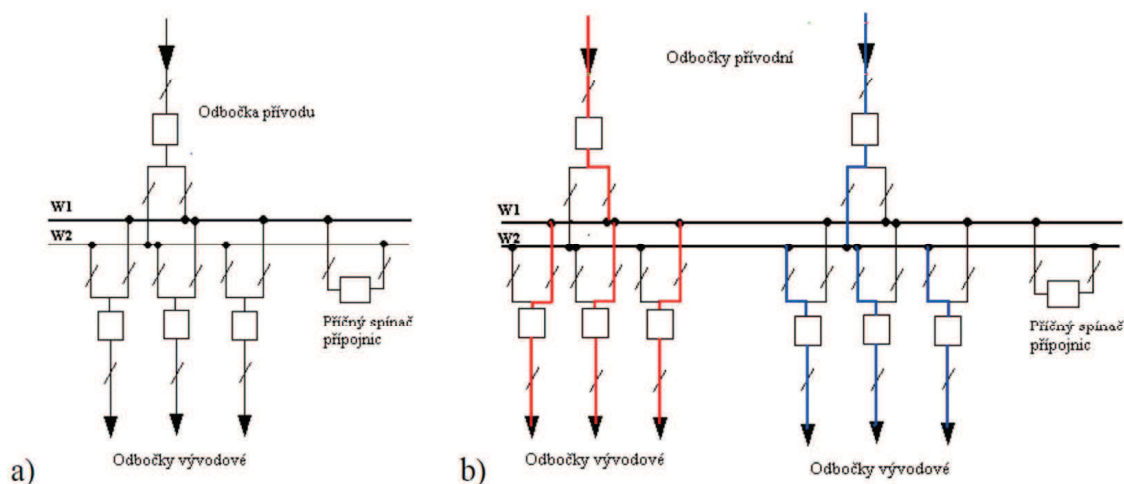 Odbočka přívodu
W1
W2
Příčný spínač
přípojnic
Odbočky vývodové
a)
Odbočky přívodní
W1
W2
Příčný spínač
přípojnic
Odbočky vývodové
Odbočky vývodové
b)